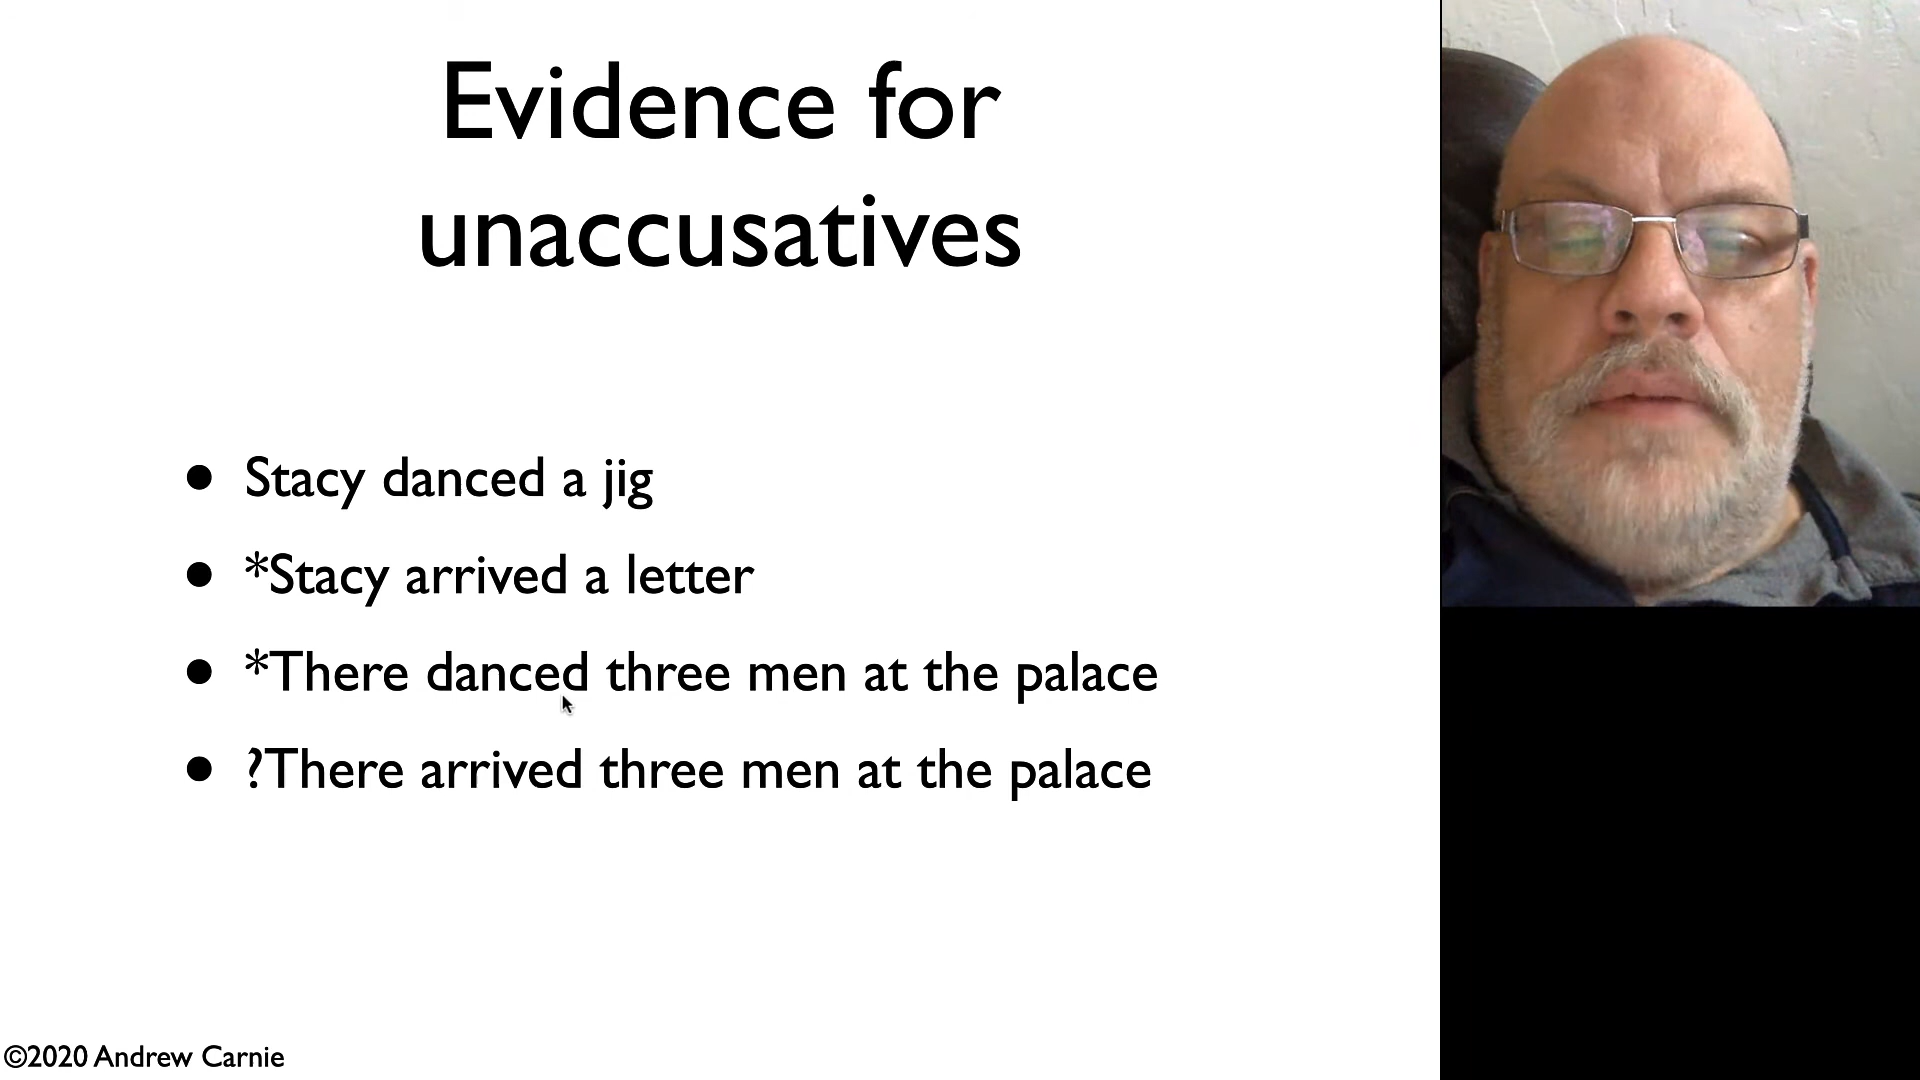 Evidence for
unaccusatives
• Stacy danced a jig
• *Stacy arrived a letter
• *There danced three men at the palace
• ?There arrived three men at the palace
©2020 Andrew Carnie